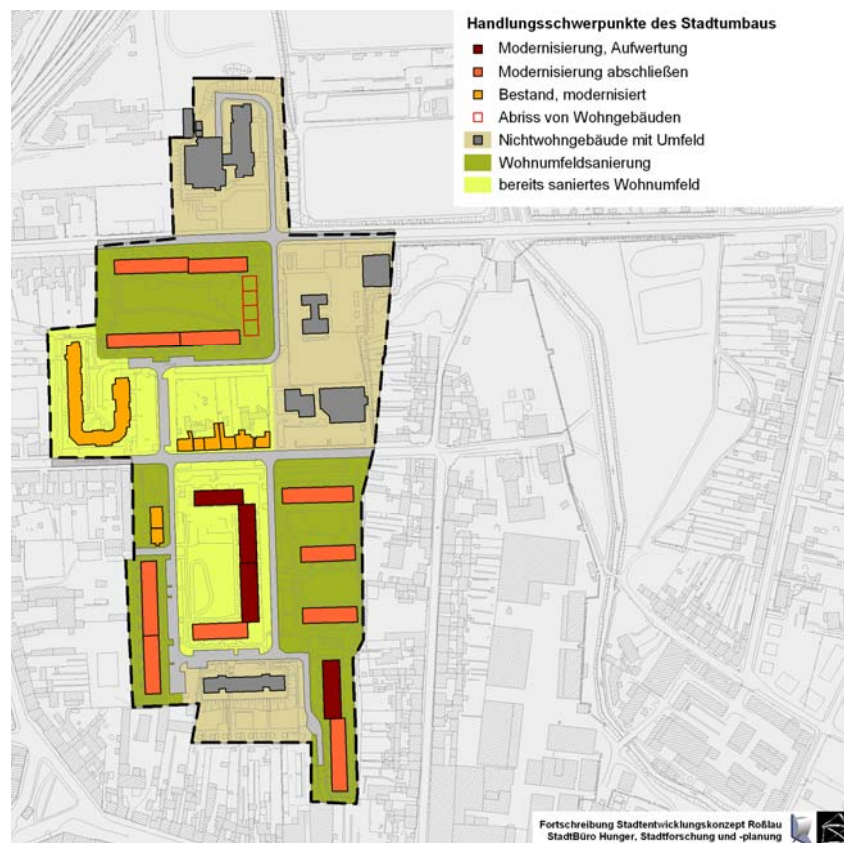 Handlungsschwerpunkte des Stadtumbaus
Modernisierung, Aufwertung
Modernisierung abschließen
Bestand, modernisiert
Abriss von Wohngebäuden
Nichtwohngebäude mit Umfeld
Wohnumfeldsanierung
bereits saniertes Wohnumfeld
Fortschreibung Stadtentwicklungskonzept Roßlau
StadtBüro Hunger, Stadtforschung und -planung